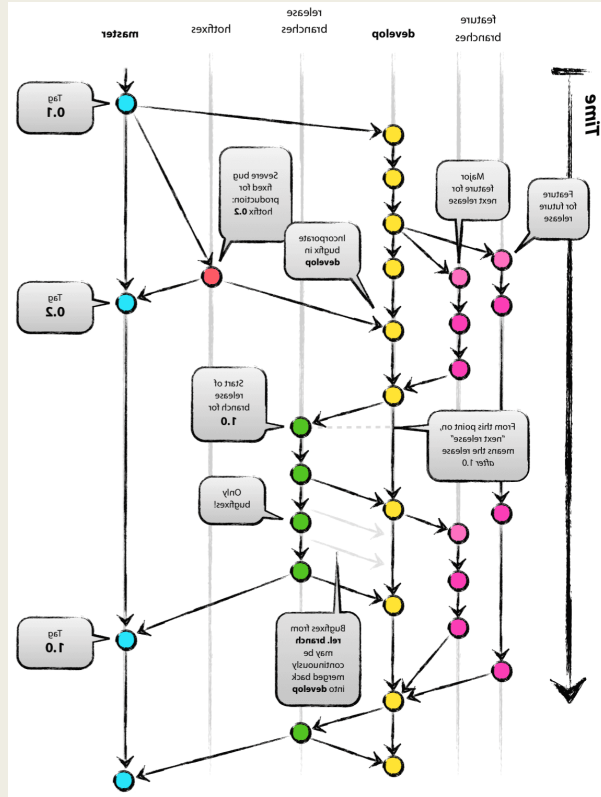 master
hotfixes
release
branches
develop
feature
branches
Time
Tag
0.1
Severe bug
fixed for
production:
hotfix 0.2
Incorporate
bugfix in
develop
Major
feature for
next release
Feature
for future
release
Tag
0.2
Start of
release
branch for
1.0
From this point on,
“next release”
means the release
after 1.0
Only
bugfixes!
Tag
1.0
Bugfixes from
rel. branch
may be
continuously
merged back
into develop